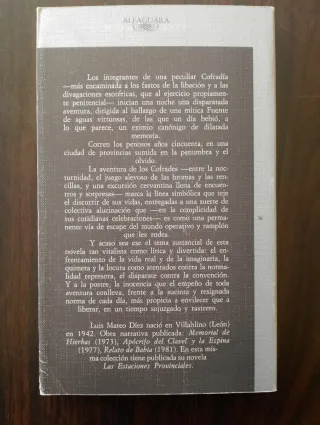 ALFAGUARA
Los integrantes de una peculiar Cofradía
—más encaminada a los fastos de la libación y a las
divagaciones esotéricas, que al ejercicio propiamen-
te penitencial— inician una noche una disparatada
aventura, dirigida al hallazgo de una mítica Fuente
de aguas virtuosas, de las que un día bebió, a
lo que parece, un eximio canónigo de dilatada
memoria.
Corren los penosos años cincuenta, en una
ciudad de provincias sumida en la penumbra y el
olvido.
La aventura de los Cofrades —entre la noc-
turnidad, el juego alevoso de las bromas y las ren-
cillas, y una excursión cervantina llena de encuen-
tros y sorpresas— marca la línea simbólica que teje
el discurrir de sus vidas, entregadas a una suerte de
colectiva alucinación que —en la complicidad de
sus cotidianas celebraciones— es como una perma-
nente vía de escape del mundo operativo y ramplón
que les rodea.
Y acaso sea ese el tema sustancial de esta
novela tan vitalista como lírica y divertida: el en-
frentamiento de la vida real y de la imaginaria, la
quimera y la locura como atentados contra la norma-
lidad represora, el disparate contra la convención.
Y a la postre, la inocencia que el empeño de toda
aventura conlleva, frente a la sucinta y resignada
norma de cada día, más propicia a envilecer que a
liberar, en un tiempo sojuzgado y rastrero.
Luis Mateo Díez nació en Villablino (León)
en 1942. Obra narrativa publicada: Memorial de
Hierbas (1973), Apócrifo del Clavel y la Espina
(1977), Relato de Babia (1981). En esta mis-
ma colección tiene publicada su novela
Las Estaciones Provinciales.